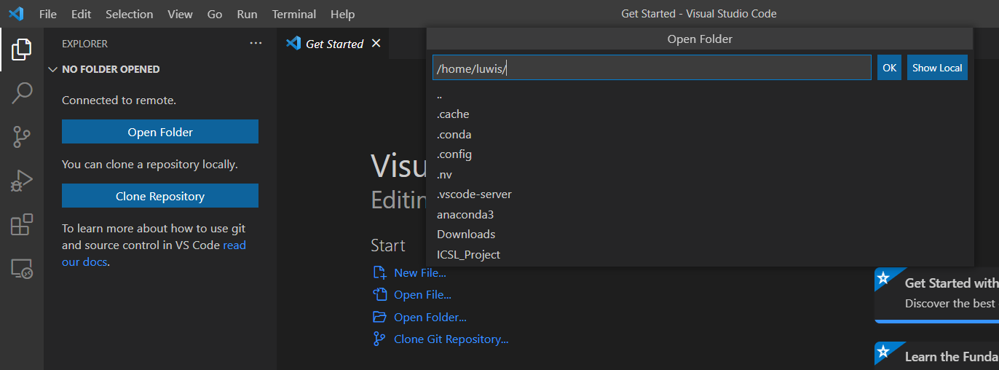 File Edit Selection View Go Run Terminal Help
Get Started - Visual Studio Code
EXPLORER
Get Started
NO FOLDER OPENED
Connected to remote.
Open Folder
You can clone a repository locally.
Clone Repository
To learn more about how to use git
and source control in VS Code read
our docs.
Open Folder
/home/luwis/
OK
Show Local
..
.cache
.conda
.config
.nv
.vscode-server
anaconda3
Downloads
ICSL_Project
Visu
Editin
Start
New File...
Open File...
Open Folder...
Clone Git Repository...
Get Started with
Discover the best
Learn the Funda